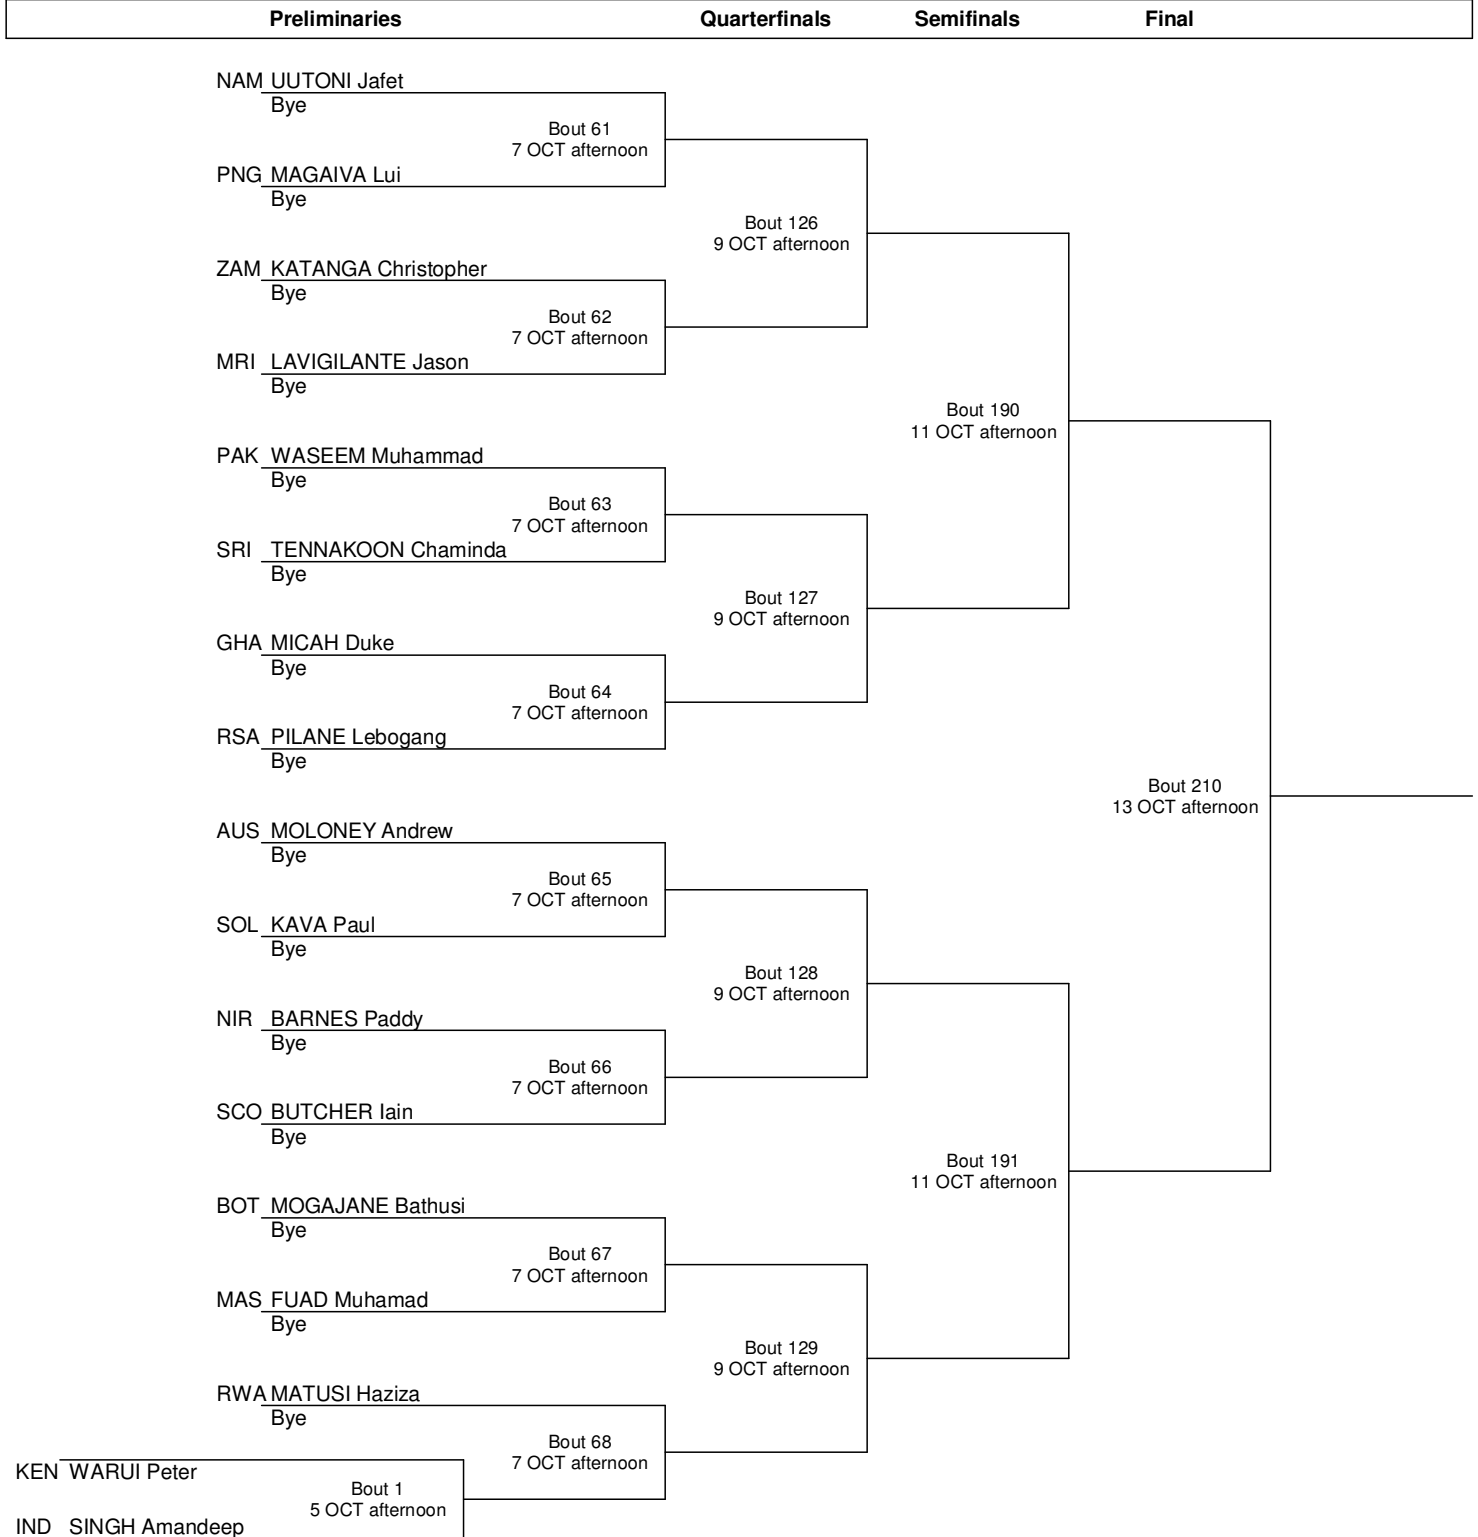 Preliminaries Quarterfinals Semifinals Final
NAM UUTONI Jafet
Bye
Bout 61
7 OCT afternoon
PNG MAGAIVA Lui
Bye
Bout 126
9 OCT afternoon
ZAM KATANGA Christopher
Bye
Bout 62
7 OCT afternoon
MRI LAVIGILANTE Jason
Bye
Bout 190
11 OCT afternoon
PAK WASEEM Muhammad
Bye
Bout 63
7 OCT afternoon
SRI TENNAKOON Chaminda
Bye
Bout 127
9 OCT afternoon
GHA MICAH Duke
Bye
Bout 64
7 OCT afternoon
RSA PILANE Lebogang
Bye
Bout 210
13 OCT afternoon
AUS MOLONEY Andrew
Bye
Bout 65
7 OCT afternoon
SOL KAVA Paul
Bye
Bout 128
9 OCT afternoon
NIR BARNES Paddy
Bye
Bout 66
7 OCT afternoon
SCO BUTCHER Iain
Bye
Bout 191
11 OCT afternoon
BOT MOGAJANE Bathusi
Bye
Bout 67
7 OCT afternoon
MAS FUAD Muhamad
Bye
Bout 129
9 OCT afternoon
RWA MATUSI Haziza
Bye
Bout 68
7 OCT afternoon
KEN WARUI Peter
Bout 1
5 OCT afternoon
IND SINGH Amandeep